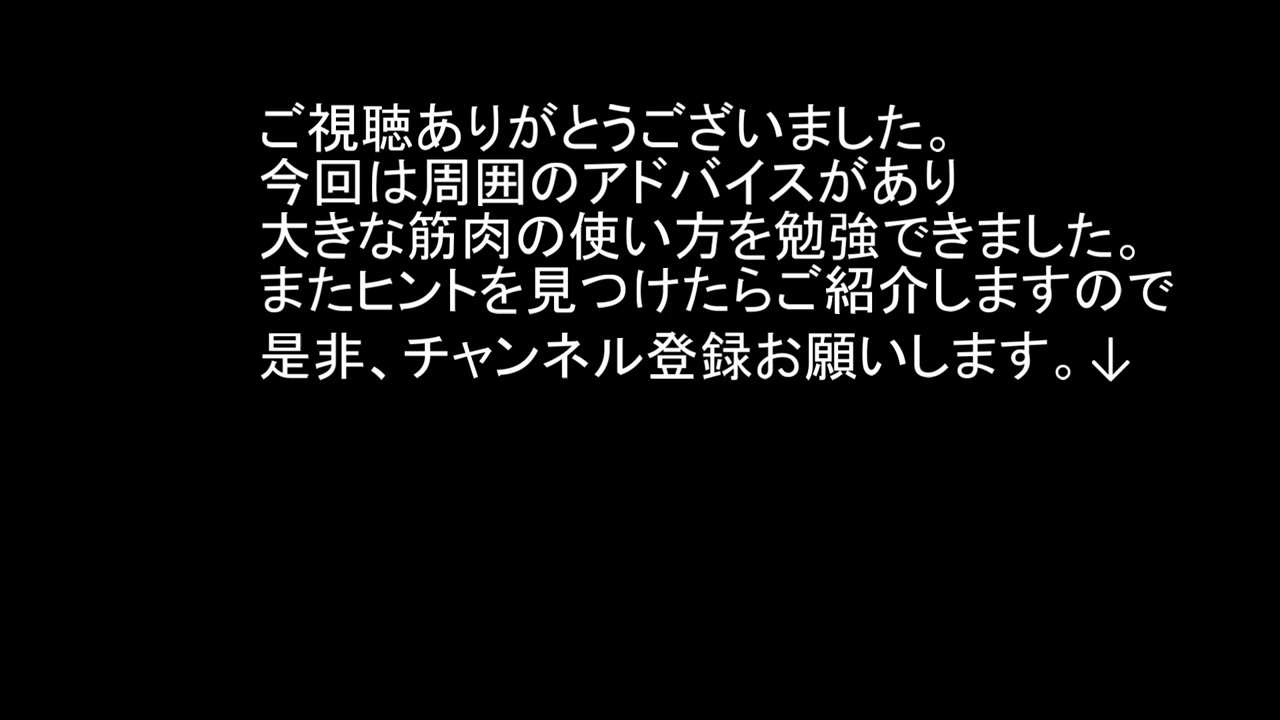 ご視聴ありがとうございました。
今回は周囲のアドバイスがあり
大きな筋肉の使い方を勉強できました。
またヒントを見つけたらご紹介しますので
是非、チャンネル登録お願いします。↓